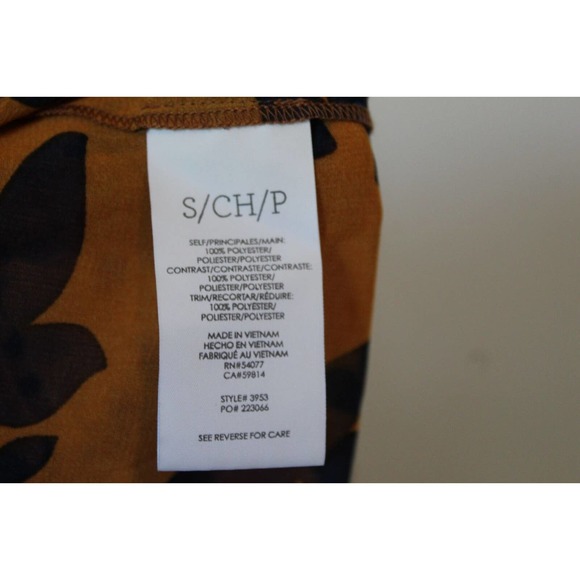 S/CH/P
SELF/PRINCIPALES/MAIN:
100% POLYESTER/
POLIESTER/POLYESTER
CONTRAST/CONTRASTE/CONTRASTE:
100% POLYESTER/
POLIESTER/POLYESTER
TRIM/RECORTAR/RÉDUIRE:
100% POLYESTER/
POLIESTER/POLYESTER
MADE IN VIETNAM
HECHO EN VIETNAM
FABRIQUÉ AU VIETNAM
RN#54077
CA#59814
STYLE# 3953
PO# 223066
SEE REVERSE FOR CARE